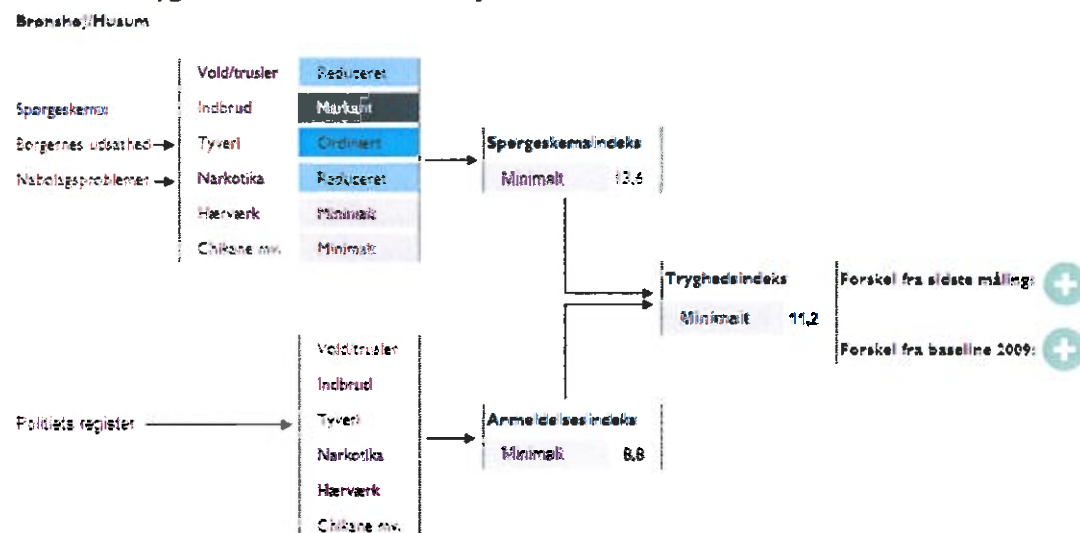 Brønshøj/Husum
Vold/trusler Reduceret
Spørgeskema: Indbrud Markant
Borgernes udsathed Tyveri Ordinært
Nabolagsproblemer Narkotika Reduceret
Hærværk Minimalt
Chikane mv. Minimalt
Spørgeskemaindeks
Minimalt 13,6
Tryghedsindeks
Minimalt 11,2
Forskel fra sidste måling:
Forskel fra baseline 2009:
Politiets register
Vold/trusler
Indbrud
Tyveri
Narkotika
Hærværk
Chikane mv.
Anmeldelsesindeks
Minimalt 8,8